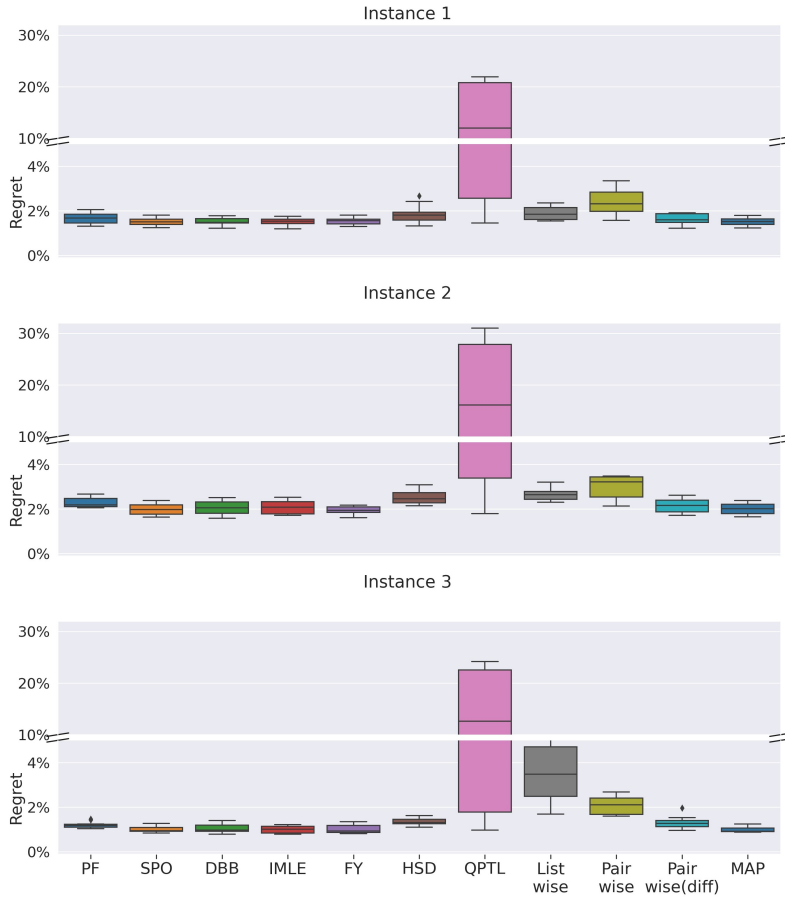 Instance 1
30%
20%
10%
4%
2%
0%
Regret
Instance 2
30%
20%
10%
4%
2%
0%
Regret
Instance 3
30%
20%
10%
4%
2%
0%
Regret
PF SPO DBB IMLE FY HSD QPTL List Pair Pair MAP
wise wise wise(diff)